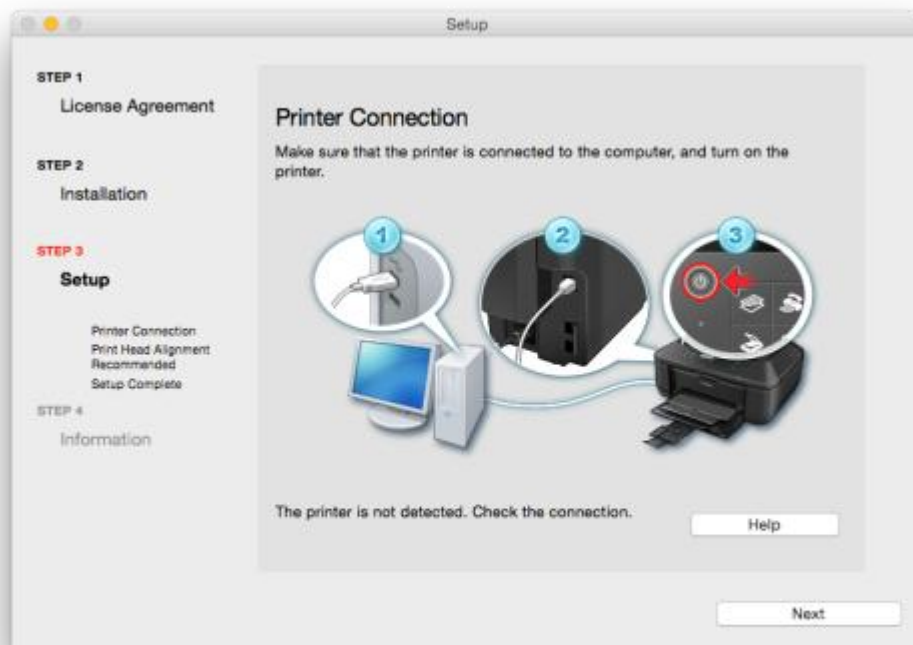 Setup
STEP 1
License Agreement
STEP 2
Installation
STEP 3
Setup
Printer Connection
Print Head Alignment
Recommended
Setup Complete
STEP 4
Information
Printer Connection
Make sure that the printer is connected to the computer, and turn on the
printer.
1
2
3
The printer is not detected. Check the connection.
Help
Next